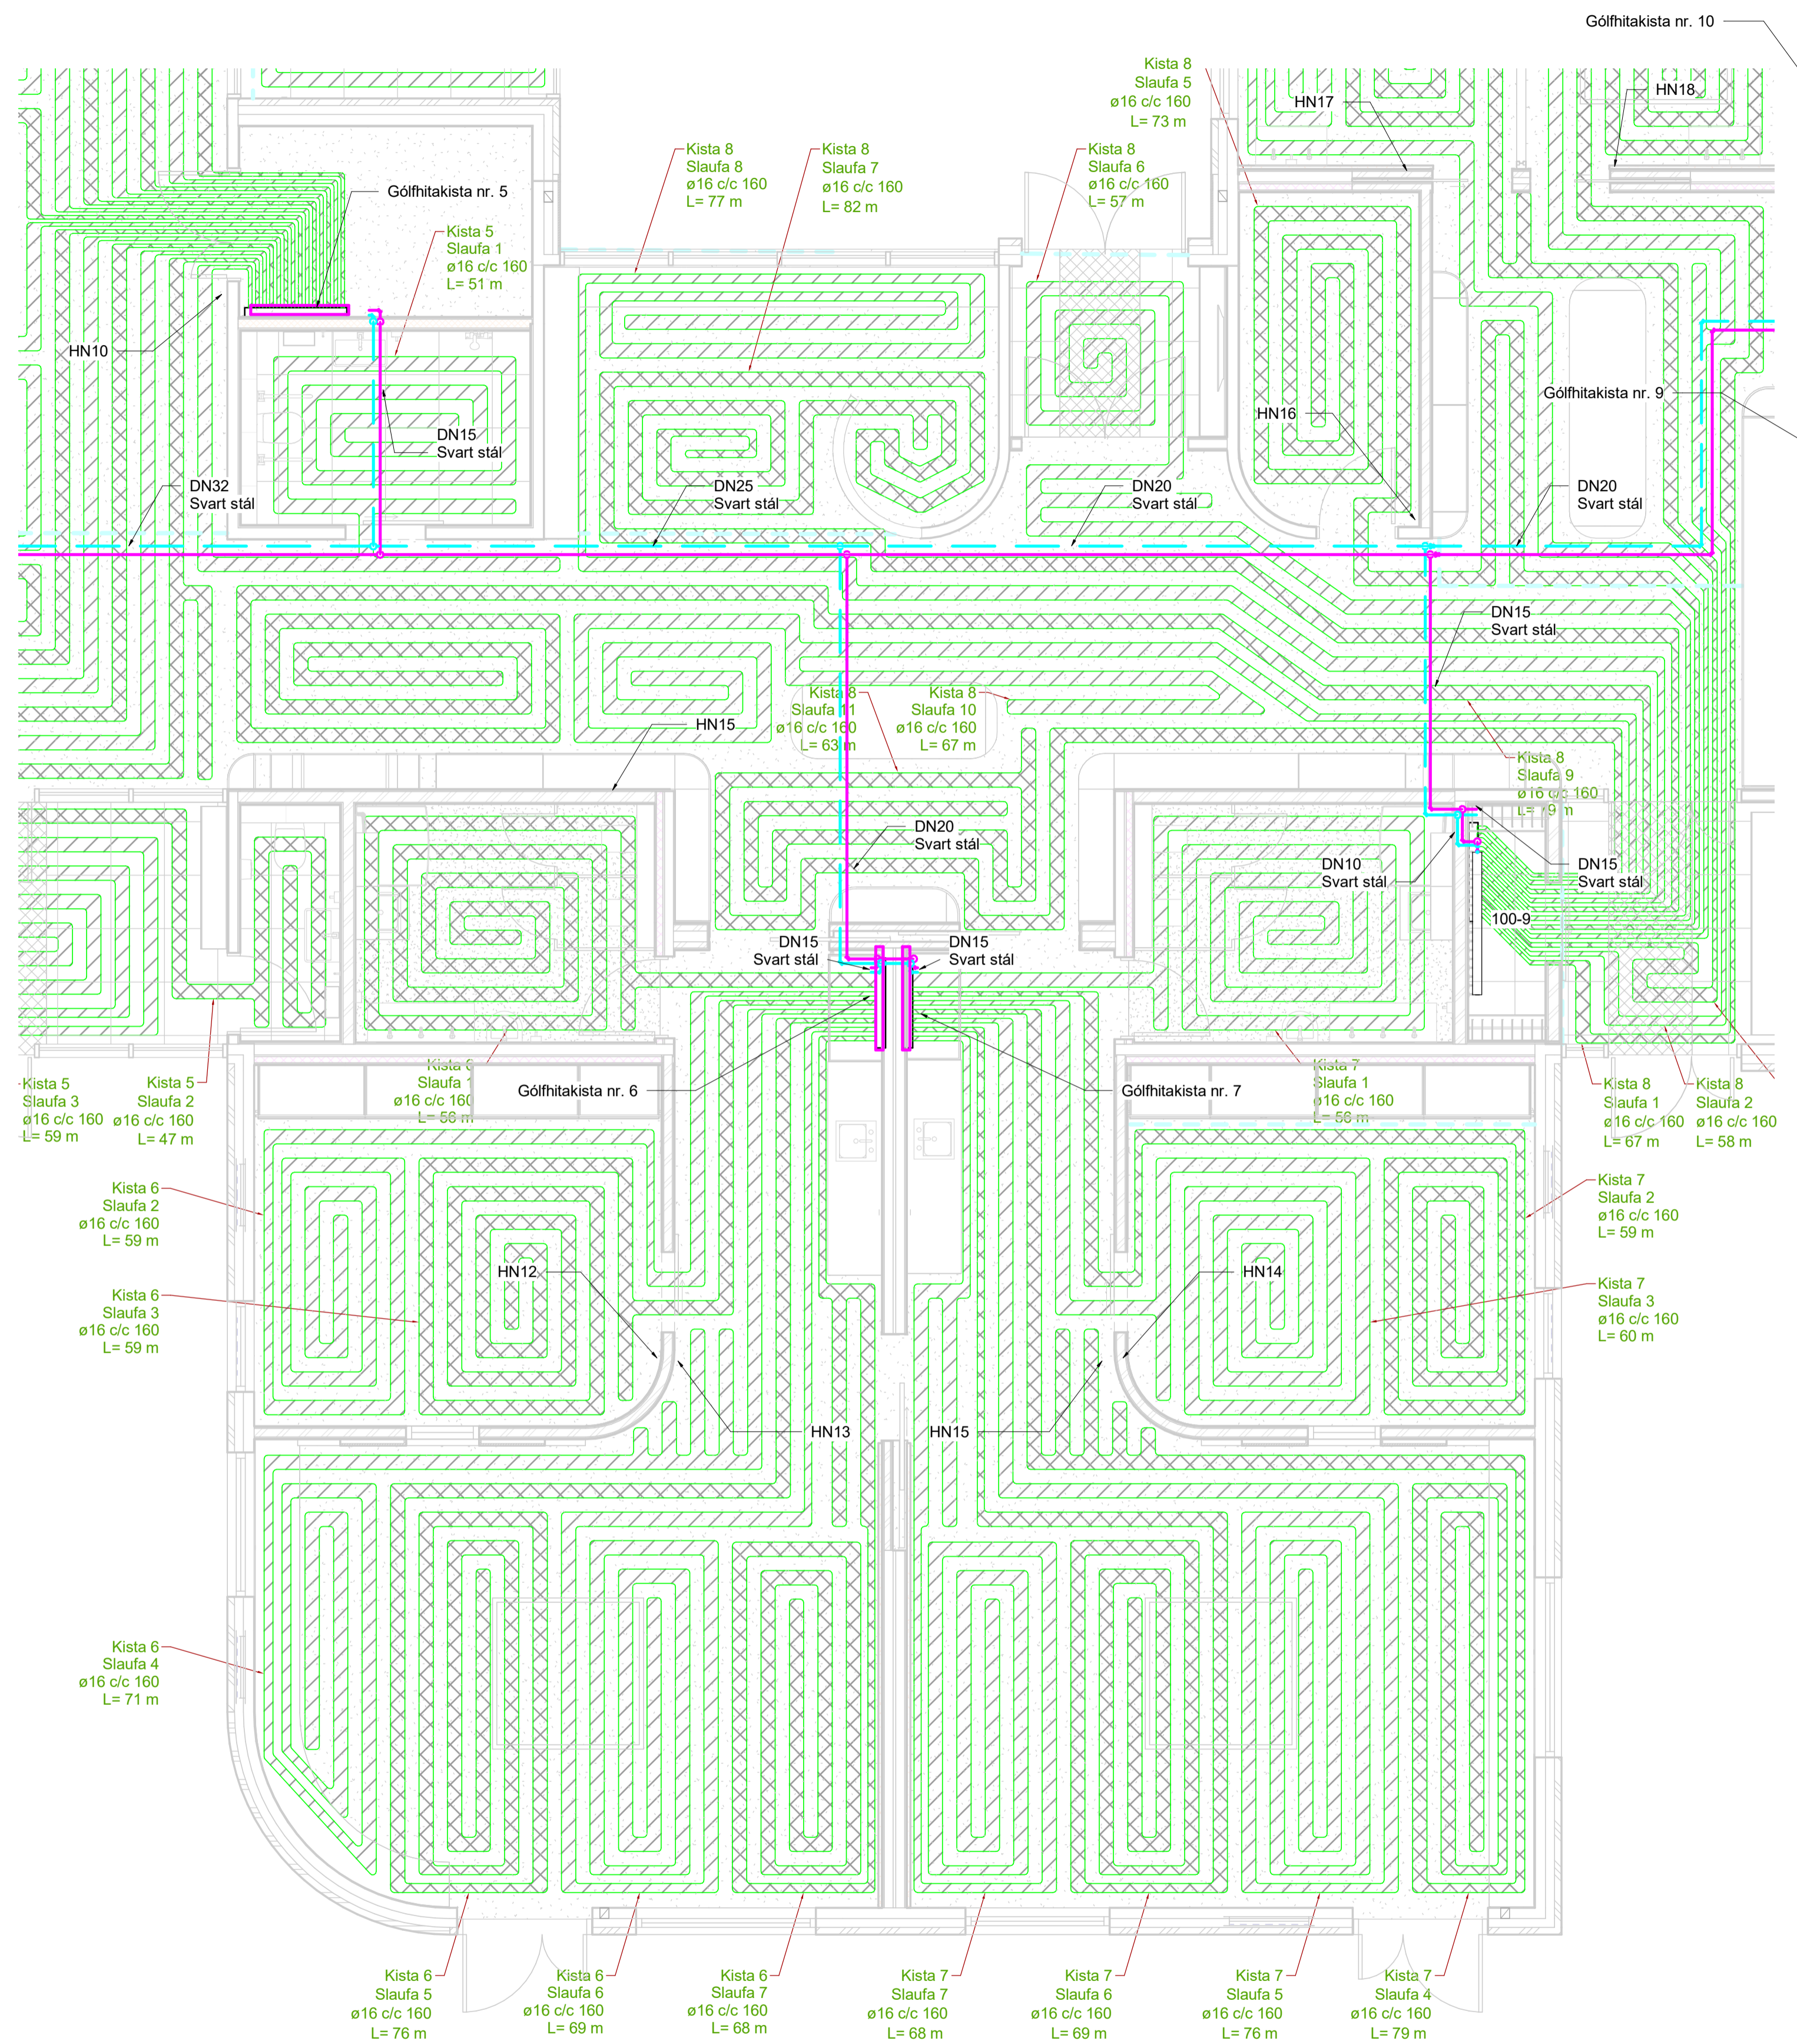 Gólfhitakista nr. 10
Kista 8
Slaufa 5
ø16 c/c 160
L= 73 m
HN17
HN18
Kista 8
Slaufa 8
ø16 c/c 160
L= 77 m
Kista 8
Slaufa 7
ø16 c/c 160
L= 82 m
Kista 8
Slaufa 6
ø16 c/c 160
L= 57 m
Gólfhitakista nr. 5
Kista 5
Slaufa 1
ø16 c/c 160
L= 51 m
HN10
Gólfhitakista nr. 9
HN16
DN15
Svart stál
DN32
Svart stál
DN25
Svart stál
DN20
Svart stál
DN20
Svart stál
DN15
Svart stál
Kista 8
Slaufa 11
ø16 c/c 160
L= 63 m
Kista 8
Slaufa 10
ø16 c/c 160
L= 67 m
HN15
Kista 8
Slaufa 9
ø16 c/c 160
L= 79 m
DN20
Svart stál
DN10
Svart stál
DN15
Svart stál
100-9
DN15
Svart stál
DN15
Svart stál
Kista 5
Slaufa 3
ø16 c/c 160
L= 59 m
Kista 5
Slaufa 2
ø16 c/c 160
L= 47 m
Kista 6
Slaufa 1
ø16 c/c 160
L= 56 m
Gólfhitakista nr. 6
Gólfhitakista nr. 7
Kista 7
Slaufa 1
ø16 c/c 160
L= 56 m
Kista 8
Slaufa 1
ø16 c/c 160
L= 67 m
Kista 8
Slaufa 2
ø16 c/c 160
L= 58 m
Kista 6
Slaufa 2
ø16 c/c 160
L= 59 m
Kista 7
Slaufa 2
ø16 c/c 160
L= 59 m
HN12
HN14
Kista 6
Slaufa 3
ø16 c/c 160
L= 59 m
Kista 7
Slaufa 3
ø16 c/c 160
L= 60 m
HN13
HN15
Kista 6
Slaufa 4
ø16 c/c 160
L= 71 m
Kista 6
Slaufa 5
ø16 c/c 160
L= 76 m
Kista 6
Slaufa 6
ø16 c/c 160
L= 69 m
Kista 6
Slaufa 7
ø16 c/c 160
L= 68 m
Kista 7
Slaufa 7
ø16 c/c 160
L= 68 m
Kista 7
Slaufa 6
ø16 c/c 160
L= 69 m
Kista 7
Slaufa 5
ø16 c/c 160
L= 76 m
Kista 7
Slaufa 4
ø16 c/c 160
L= 79 m